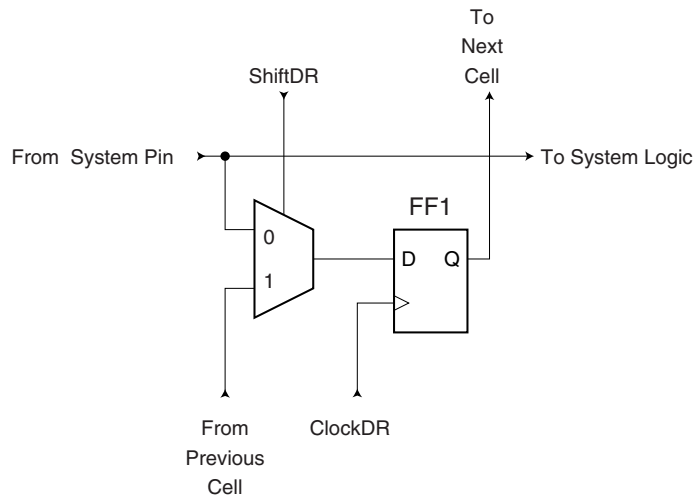 To
Next
Cell
ShiftDR
From System Pin
To System Logic
FF1
0
D Q
1
From
Previous
Cell
ClockDR